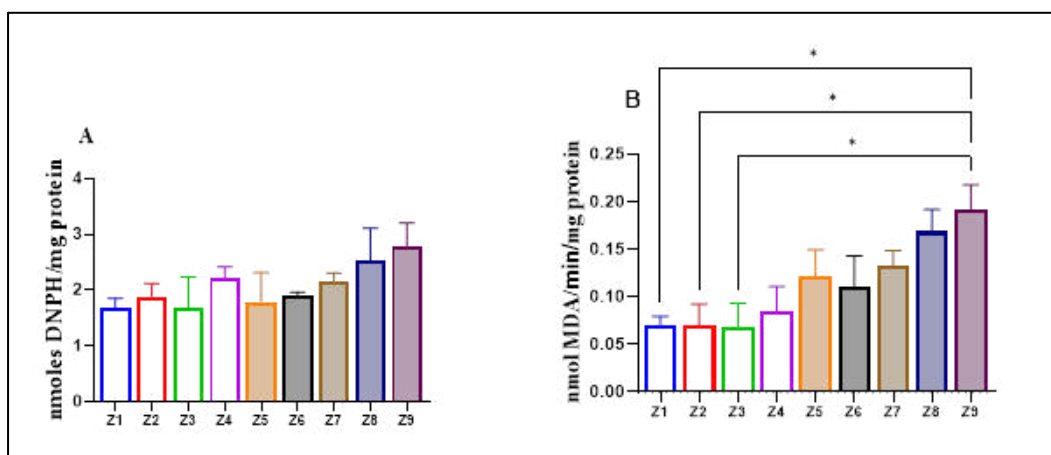 A
nmoles DNPH/mg protein
4
3
2
1
0
Z1 Z2 Z3 Z4 Z5 Z6 Z7 Z8 Z9
B
*
*
*
nmol MDA/min/mg protein
0.25
0.20
0.15
0.10
0.05
0.00
Z1 Z2 Z3 Z4 Z5 Z6 Z7 Z8 Z9